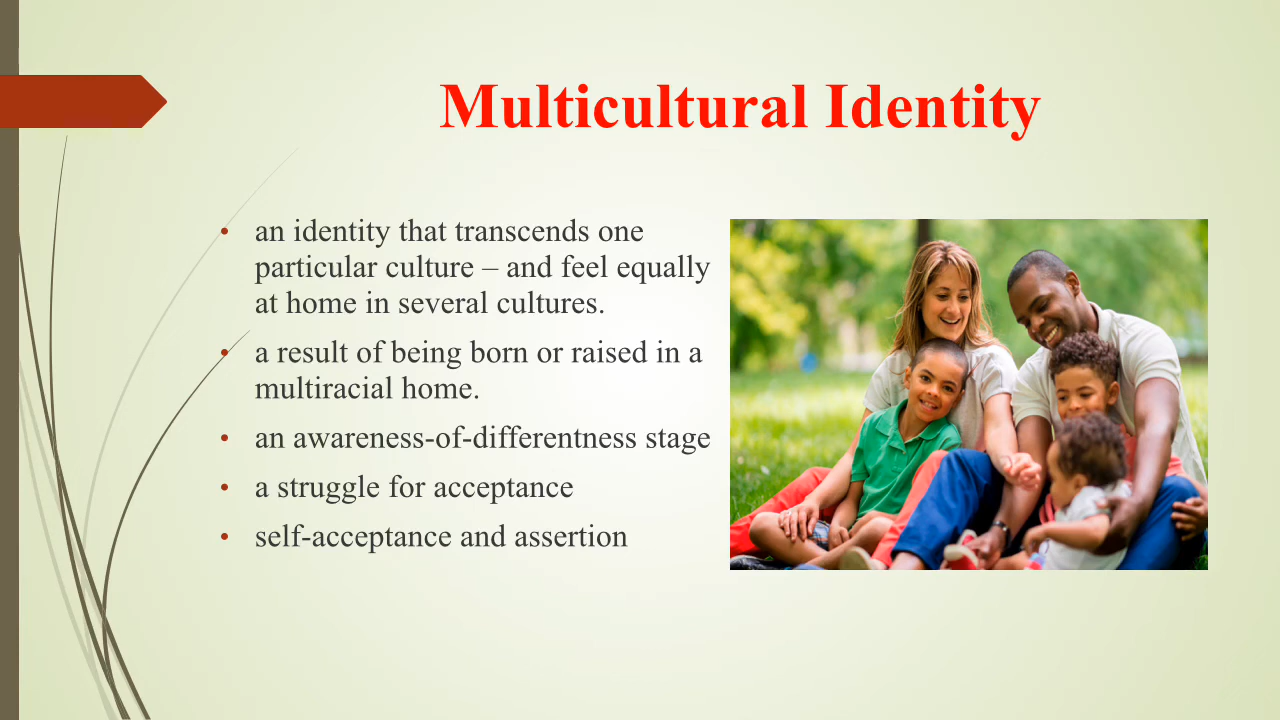 Multicultural Identity
• an identity that transcends one
particular culture – and feel equally
at home in several cultures.
• a result of being born or raised in a
multiracial home.
• an awareness-of-differentness stage
• a struggle for acceptance
• self-acceptance and assertion